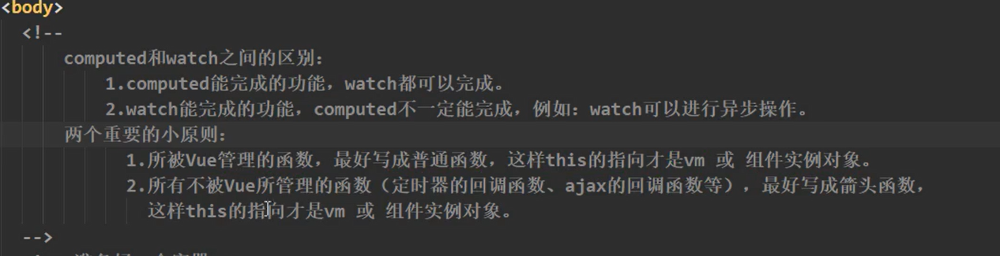 <body>
<!--
computed和watch之间的区别：
1.computed能完成的功能，watch都可以完成。
2.watch能完成的功能，computed不一定能完成，例如：watch可以进行异步操作。
两个重要的小原则：
1.所被Vue管理的函数，最好写成普通函数，这样this的指向才是vm 或 组件实例对象。
2.所有不被Vue所管理的函数（定时器的回调函数、ajax的回调函数等），最好写成箭头函数，
这样this的指向才是vm 或 组件实例对象。
-->